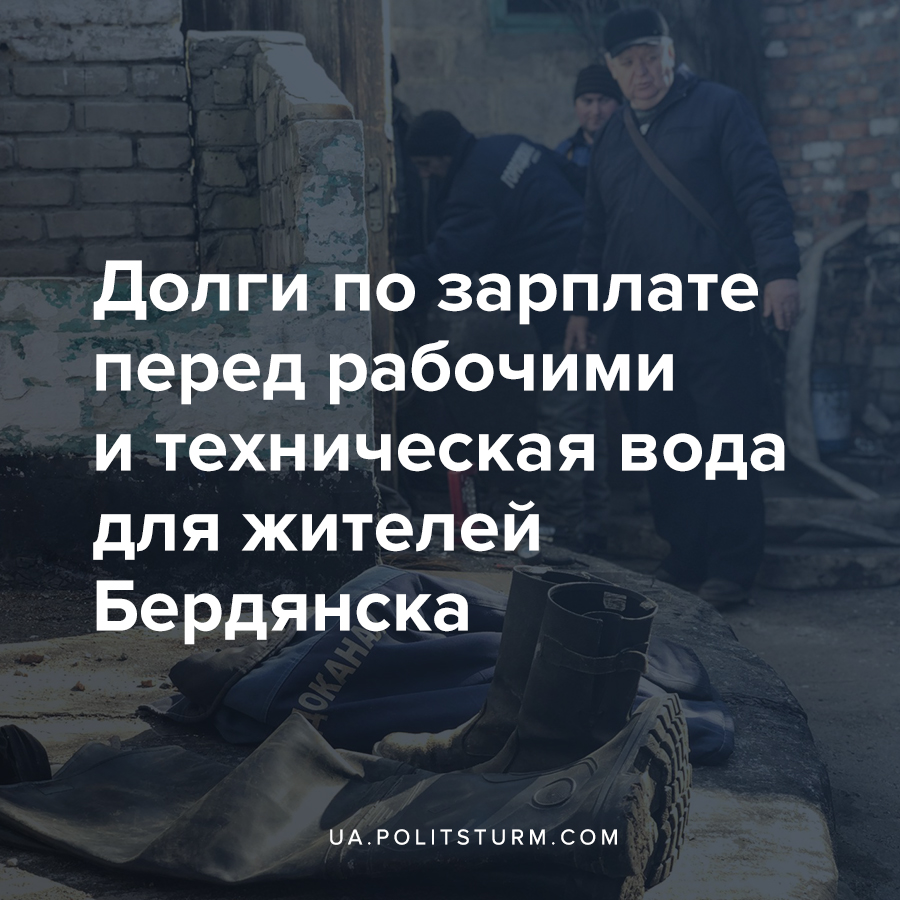 Долги по зарплате
перед рабочими
и техническая вода
для жителей
Бердянска
UA.POLITSTURM.COM